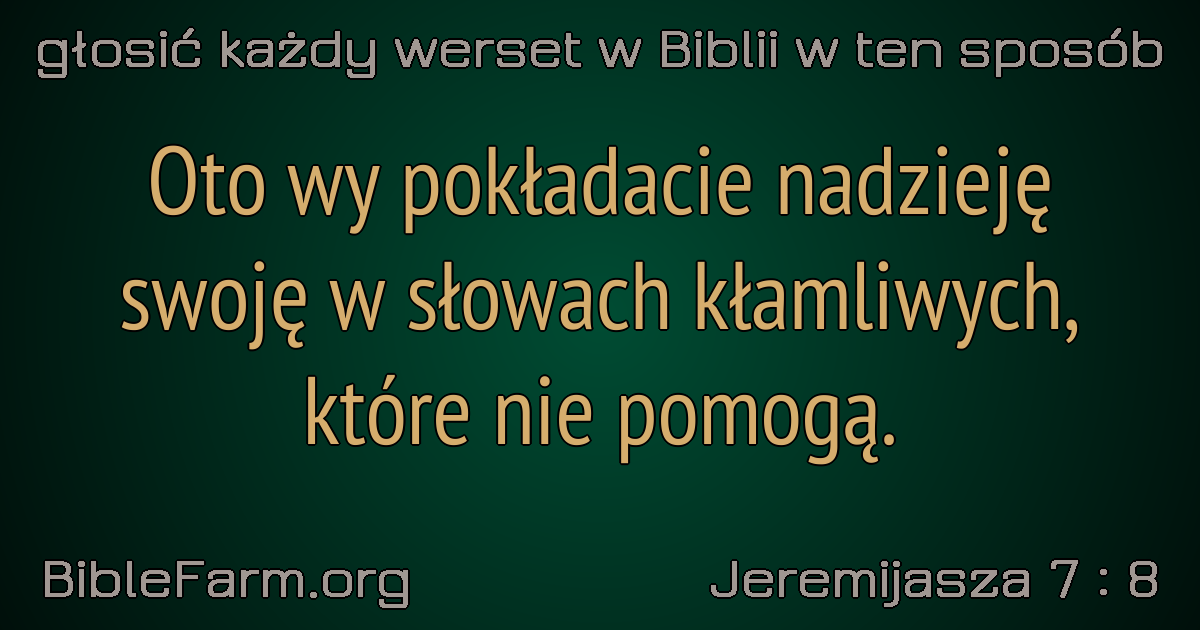 głosić każdy werset w Biblii w ten sposób
Oto wy pokładacie nadzieję
swoję w słowach kłamliwych,
które nie pomogą.
BibleFarm.org
Jeremijasza 7 : 8